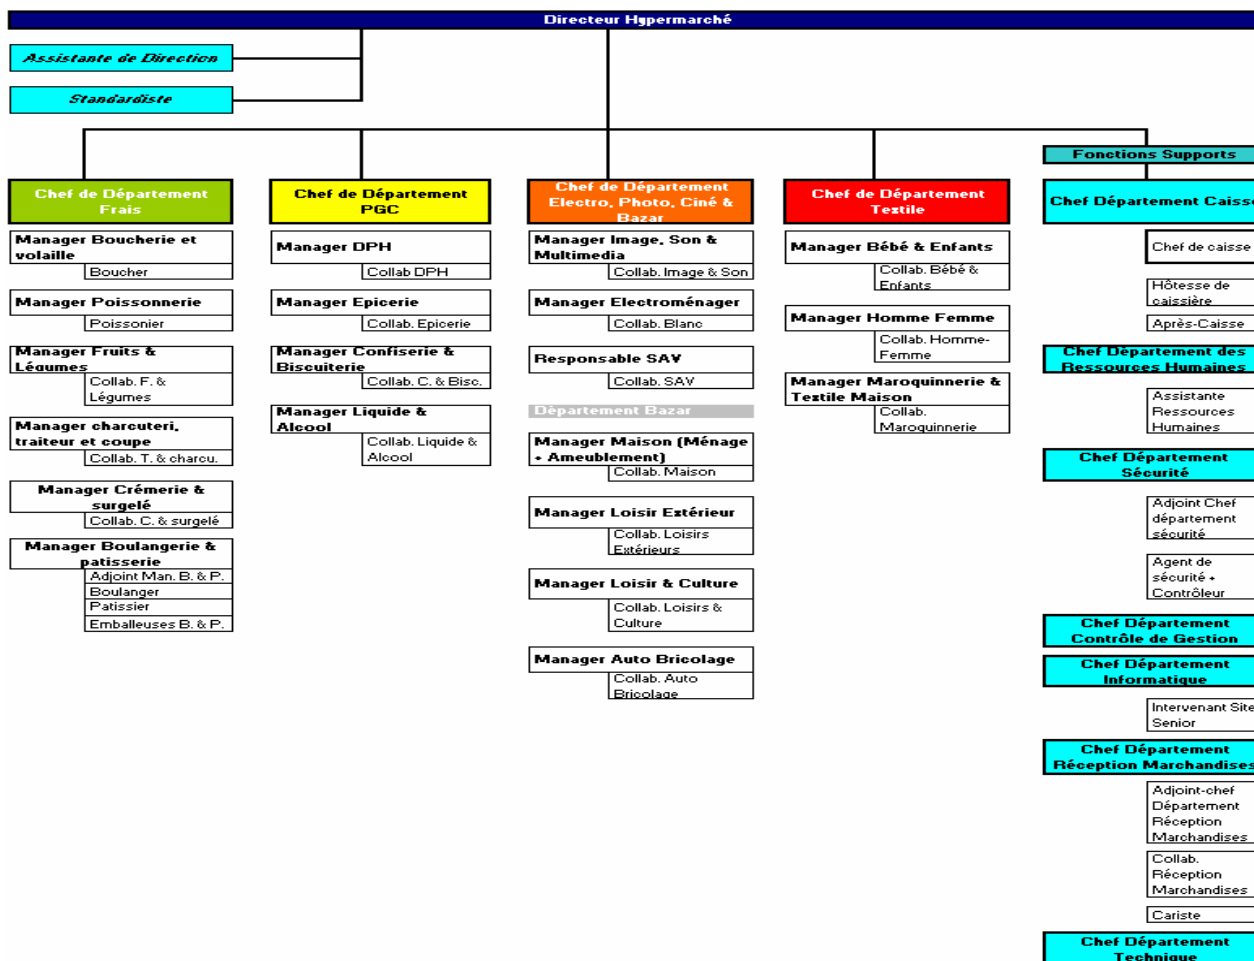 Directeur Hypermarché
Assistante de Direction
Standardiste
Chef de Département
Frais
Manager Boucherie et
volaille
Boucher
Manager Poissonnerie
Poissonier
Manager Fruits &
Légumes
Collab. F. &
Légumes
Manager charcuteri,
traiteur et coupe
Collab. T. & charcu.
Manager Crémerie &
surgelé
Collab. C. & surgelé
Manager Boulangerie &
patisserie
Adjoint Man. B. & P.
Boulanger
Patissier
Emballeuses B. & P.
Chef de Département
PGC
Manager DPH
Collab DPH
Manager Epicerie
Collab. Epicerie
Manager Confiserie &
Biscuiterie
Collab. C. & Bisc.
Manager Liquide &
Alcool
Collab. Liquide &
Alcool
Chef de Département
Electro, Photo, Ciné &
Bazar
Manager Image, Son &
Multimedia
Collab. Image & Son
Manager Electroménager
Collab. Blanc
Responsable SAV
Collab. SAV
Département Bazar
Manager Maison (Ménage
+ Ameublement)
Collab. Maison
Manager Loisir Extérieur
Collab. Loisirs
Extérieurs
Manager Loisir & Culture
Collab. Loisirs &
Culture
Manager Auto Bricolage
Collab. Auto
Bricolage
Chef de Département
Textile
Manager Bébé & Enfants
Collab. Bébé &
Enfants
Manager Homme Femme
Collab. Homme-
Femme
Manager Maroquinnerie &
Textile Maison
Collab.
Maroquinnerie
Fonctions Supports
Chef Département Caisse
Chef de caisse
Hôtesse de
caissière
Après-Caisse
Chef Département des
Ressources Humaines
Assistante
Ressources
Humaines
Chef Département
Sécurité
Adjoint Chef
département
sécurité
Agent de
sécurité +
Contrôleur
Chef Département
Contrôle de Gestion
Chef Département
Informatique
Intervenant Site
Senior
Chef Département
Réception Marchandises
Adjoint-chef
Département
Réception
Marchandises
Collab.
Réception
Marchandises
Cariste
Chef Département
Technique